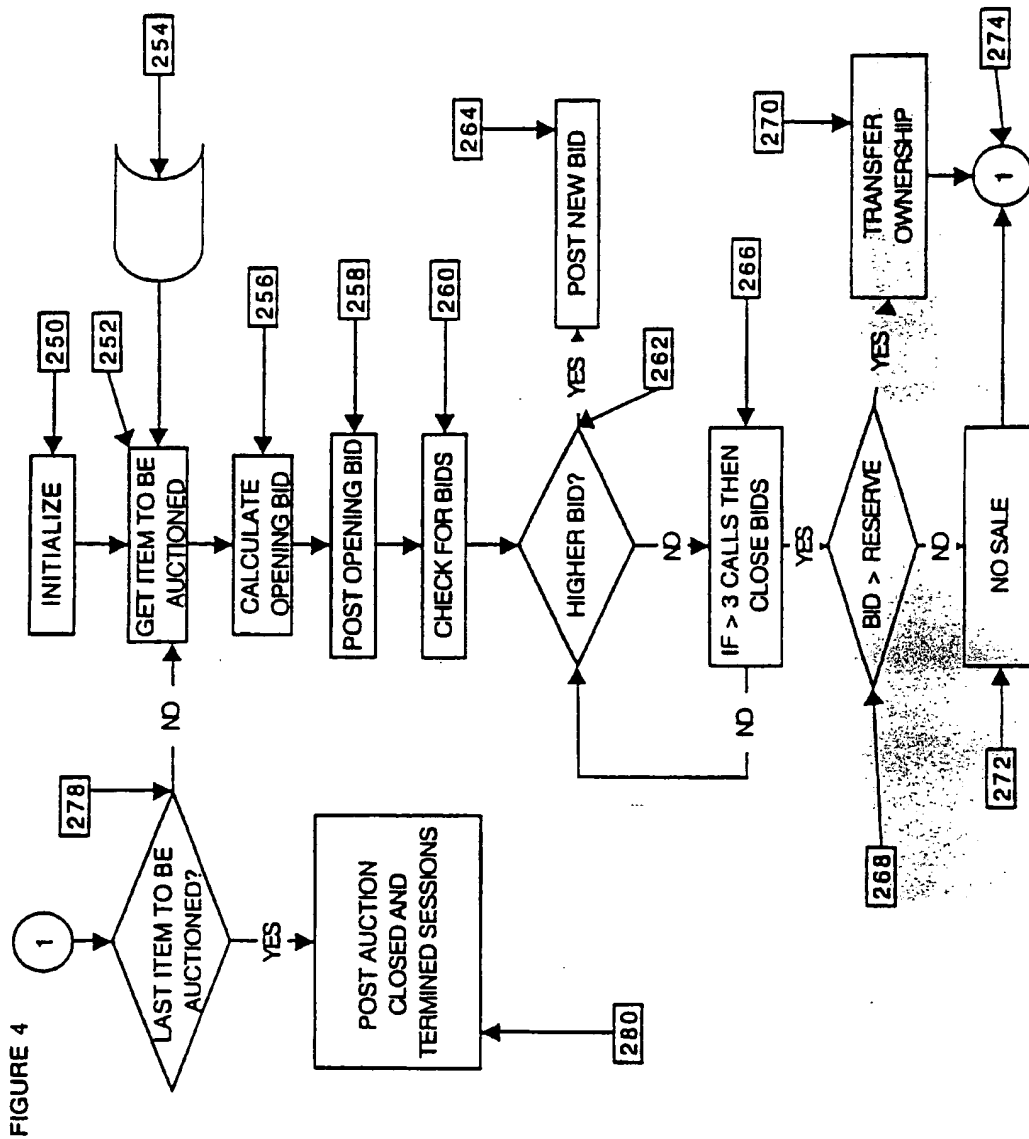 FIGURE 4
1
278
LAST ITEM TO BE
AUCTIONED?
NO
YES
POST AUCTION
CLOSED AND
TERMINED SESSIONS
280
INITIALIZE
250
252
254
GET ITEM TO BE
AUCTIONED
CALCULATE
OPENING BID
256
POST OPENING BID
258
CHECK FOR BIDS
260
HIGHER BID?
262
YES
POST NEW BID
264
NO
IF > 3 CALLS THEN
CLOSE BIDS
266
NO
YES
BID > RESERVE
268
YES
TRANSFER
OWNERSHIP
270
NO
NO SALE
272
1
274